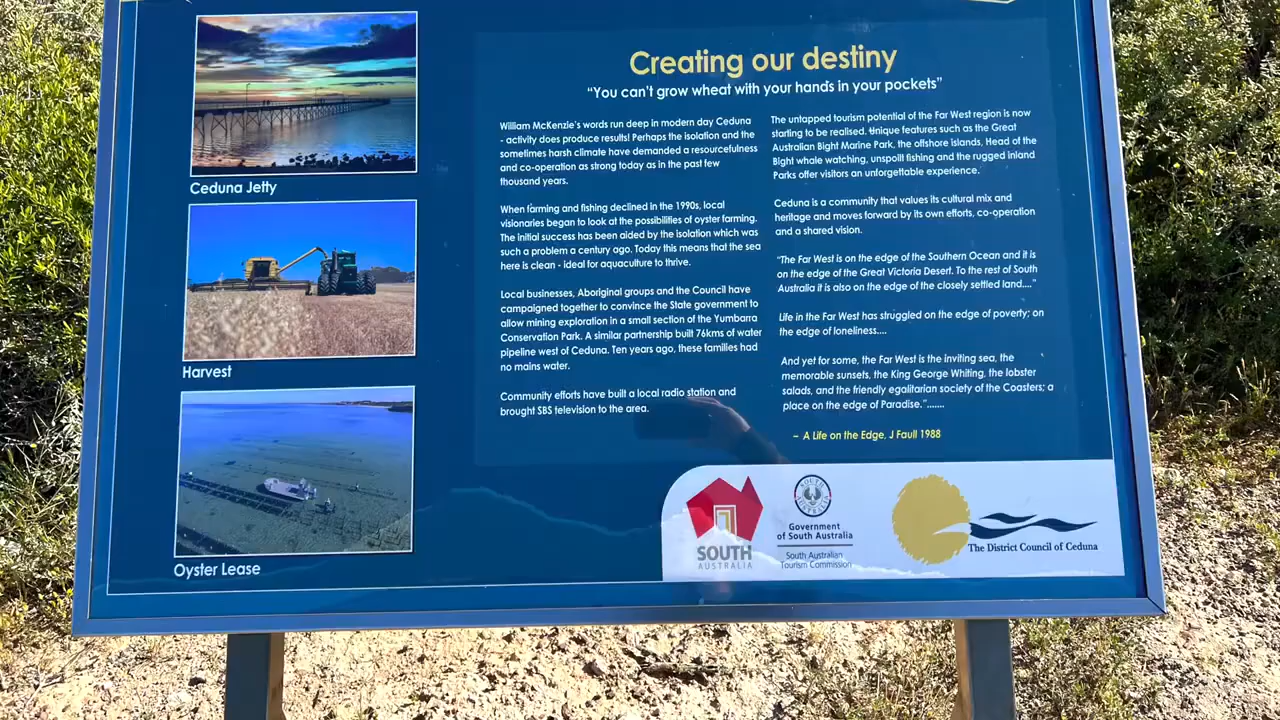 Ceduna Jetty
Harvest
Oyster Lease
Creating our destiny
“You can’t grow wheat with your hands in your pockets”
William McKenzie’s words run deep in modern day Ceduna
- activity does produce results! Perhaps the isolation and the
sometimes harsh climate have demanded a resourcefulness
and co-operation as strong today as in the past few
thousand years.
When farming and fishing declined in the 1990s, local
visionaries began to look at the possibilities of oyster farming.
The initial success has been aided by the isolation which was
such a problem a century ago. Today this means that the sea
here is clean - ideal for aquaculture to thrive.
Local businesses, Aboriginal groups and the Council have
campaigned together to convince the State government to
allow mining exploration in a small section of the Yumbarra
Conservation Park. A similar partnership built 76kms of water
pipeline west of Ceduna. Ten years ago, these families had
no mains water.
Community efforts have built a local radio station and
brought SBS television to the area.
The untapped tourism potential of the Far West region is now
starting to be realised. Unique features such as the Great
Australian Bight Marine Park, the offshore islands, Head of the
Bight whale watching, unspoilt fishing and the rugged inland
Parks offer visitors an unforgettable experience.
Ceduna is a community that values its cultural mix and
heritage and moves forward by its own efforts, co-operation
and a shared vision.
“The Far West is on the edge of the Southern Ocean and it is
on the edge of the Great Victoria Desert. To the rest of South
Australia it is also on the edge of the closely settled land....”
Life in the Far West has struggled on the edge of poverty; on
the edge of loneliness....
And yet for some, the Far West is the inviting sea, the
memorable sunsets, the King George Whiting, the lobster
salads, and the friendly egalitarian society of the Coasters; a
place on the edge of Paradise.”.......
– A Life on the Edge, J Faull 1988
SOUTH
AUSTRALIA
SOUTH
AUSTRALIA
Government
of South Australia
South Australian
Tourism Commission
The District Council of Ceduna